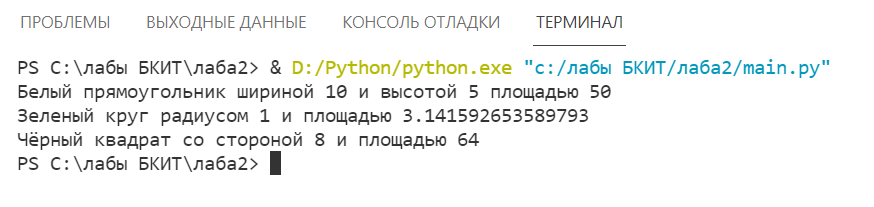 ПРОБЛЕМЫ ВЫХОДНЫЕ ДАННЫЕ КОНСОЛЬ ОТЛАДКИ ТЕРМИНАЛ
PS C:\лабы БКИТ\лаба2> & D:/Python/python.exe "c:/лабы БКИТ/лаба2/main.py"
Белый прямоугольник шириной 10 и высотой 5 площадью 50
Зеленый круг радиусом 1 и площадью 3.141592653589793
Чёрный квадрат со стороной 8 и площадью 64
PS C:\лабы БКИТ\лаба2>